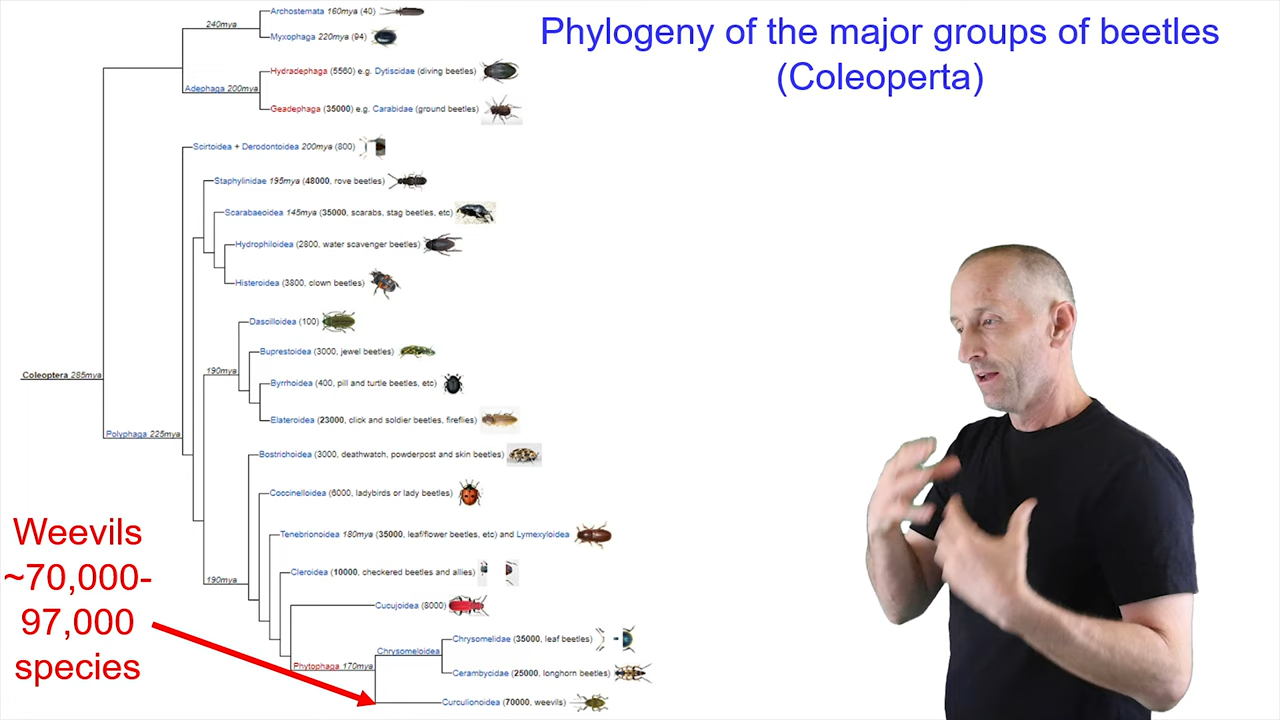 Phylogeny of the major groups of beetles
(Coleoperta)
240mya
Archostemata 160mya (40)
Myxophaga 220mya (94)
Hydradephaga (5560) e.g. Dytiscidae (diving beetles)
Adephaga 200mya
Geadephaga (35000) e.g. Carabidae (ground beetles)
Scirtoidea + Derodontoidea 200mya (800)
Staphylinidae 195mya (48000, rove beetles)
Scarabaeoidea 145mya (35000, scarabs, stag beetles, etc)
Hydrophiloidea (2800, water scavenger beetles)
Histeroidea (3800, clown beetles)
Dascilloidea (100)
Buprestoidea (3000, jewel beetles)
190mya
Coleoptera 285mya
Byrrhoidea (400, pill and turtle beetles, etc)
Elateroidea (23000, click and soldier beetles, fireflies)
Polyphaga 225mya
Bostrichoidea (3000, deathwatch, powderpost and skin beetles)
Coccinelloidea (6000, ladybirds or lady beetles)
Tenebrionoidea 180mya (35000, leaf/flower beetles, etc) and Lymexyloidea
Cleroidea (10000, checkered beetles and allies)
190mya
Cucujoidea (8000)
Chrysomelidae (35000, leaf beetles)
Chrysomeloidea
Phytophaga 170mya
Cerambycidae (25000, longhorn beetles)
Curculionoidea (70000, weevils)
Weevils
~70,000-
97,000
species